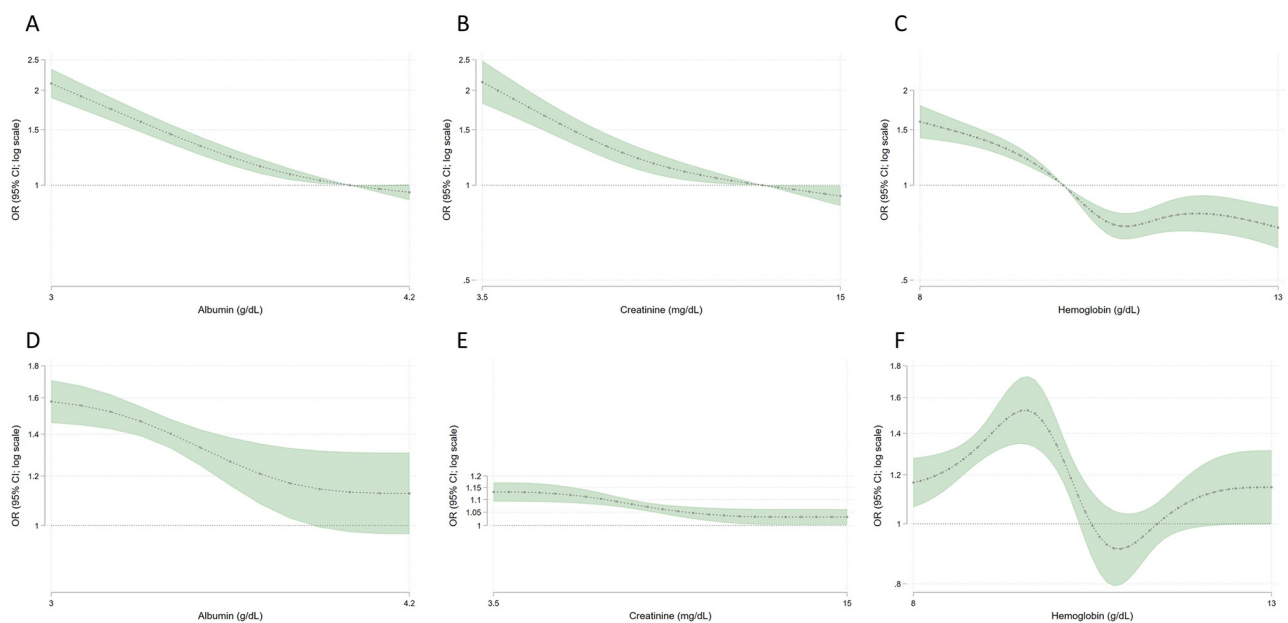 A
OR (95% CI; log scale)
2.5
2
1.5
1
3
4.2
Albumin (g/dL)
B
OR (95% CI; log scale)
2.5
2
1.5
1
.5
3.5
15
Creatinine (mg/dL)
C
OR (95% CI; log scale)
2
1.5
1
.5
8
13
Hemoglobin (g/dL)
D
OR (95% CI; log scale)
1.8
1.6
1.4
1.2
1
3
4.2
Albumin (g/dL)
E
OR (95% CI; log scale)
1.2
1.15
1.1
1.05
1
3.5
15
Creatinine (mg/dL)
F
OR (95% CI; log scale)
1.8
1.6
1.4
1.2
1
.8
8
13
Hemoglobin (g/dL)